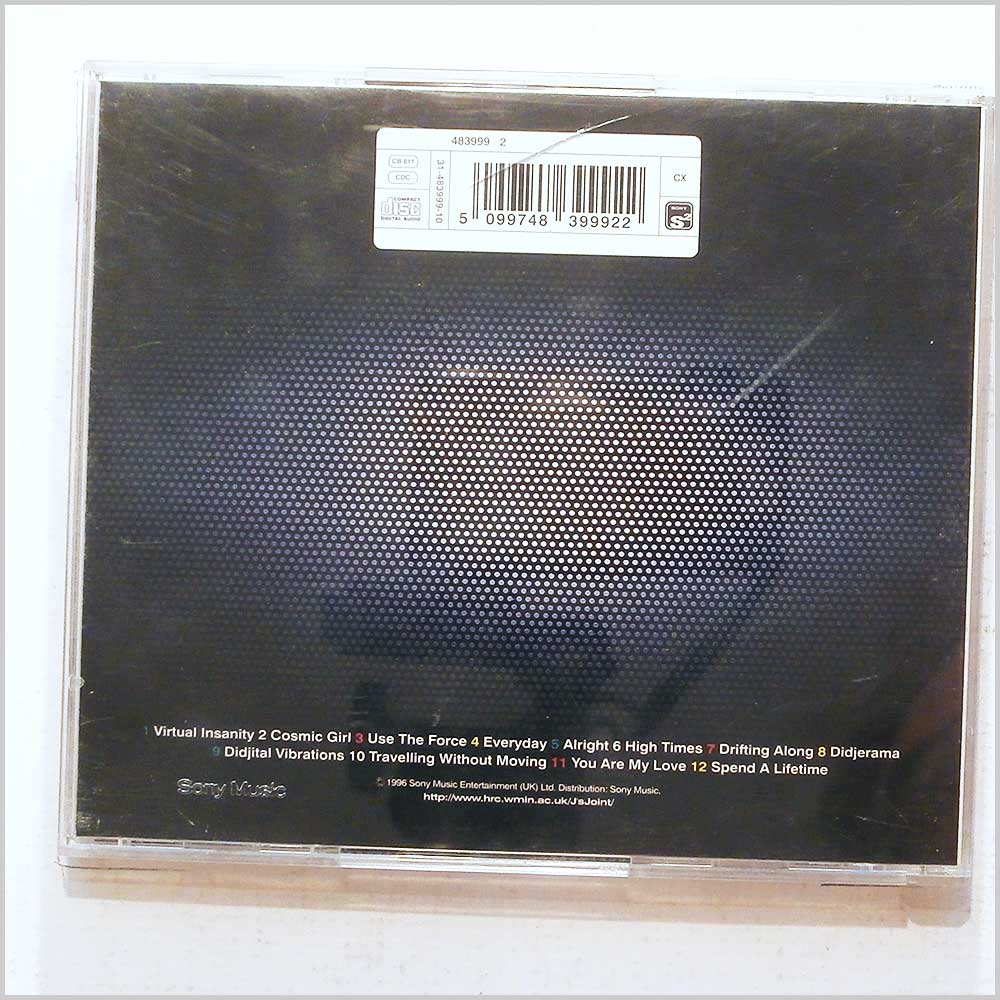 483999 2
CB 811
CDC
31-483999-10
CX
COMPACT
disc
DIGITAL AUDIO
SONY
S2
5 099748 399922
1 Virtual Insanity 2 Cosmic Girl 3 Use The Force 4 Everyday 5 Alright 6 High Times 7 Drifting Along 8 Didjerama
9 Didjital Vibrations 10 Travelling Without Moving 11 You Are My Love 12 Spend A Lifetime
Sony Music
© 1996 Sony Music Entertainment (UK) Ltd. Distribution: Sony Music.
http://www.hrc.wmin.ac.uk/J'sJoint/